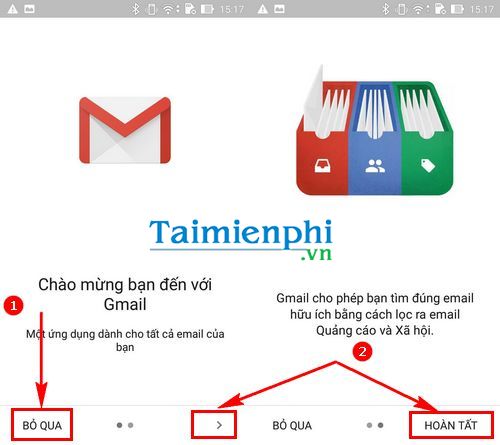 15:17
15:17
Taimienphi
.vn
Chào mừng bạn đến với
Gmail
1
Một ứng dụng dành cho tất cả email của
bạn
BỎ QUA
Gmail cho phép bạn tìm đúng email
hữu ích bằng cách lọc ra email
Quảng cáo và Xã hội.
2
BỎ QUA
HOÀN TẤT